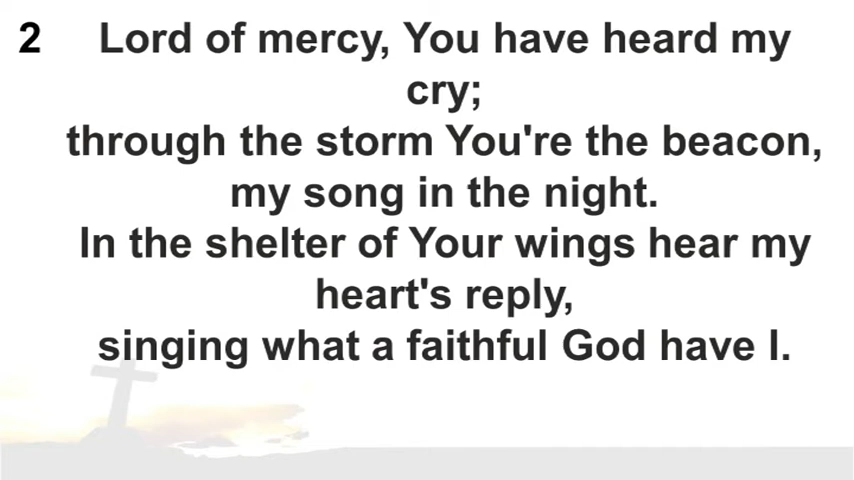 2 Lord of mercy, You have heard my
cry;
through the storm You're the beacon,
my song in the night.
In the shelter of Your wings hear my
heart's reply,
singing what a faithful God have I.